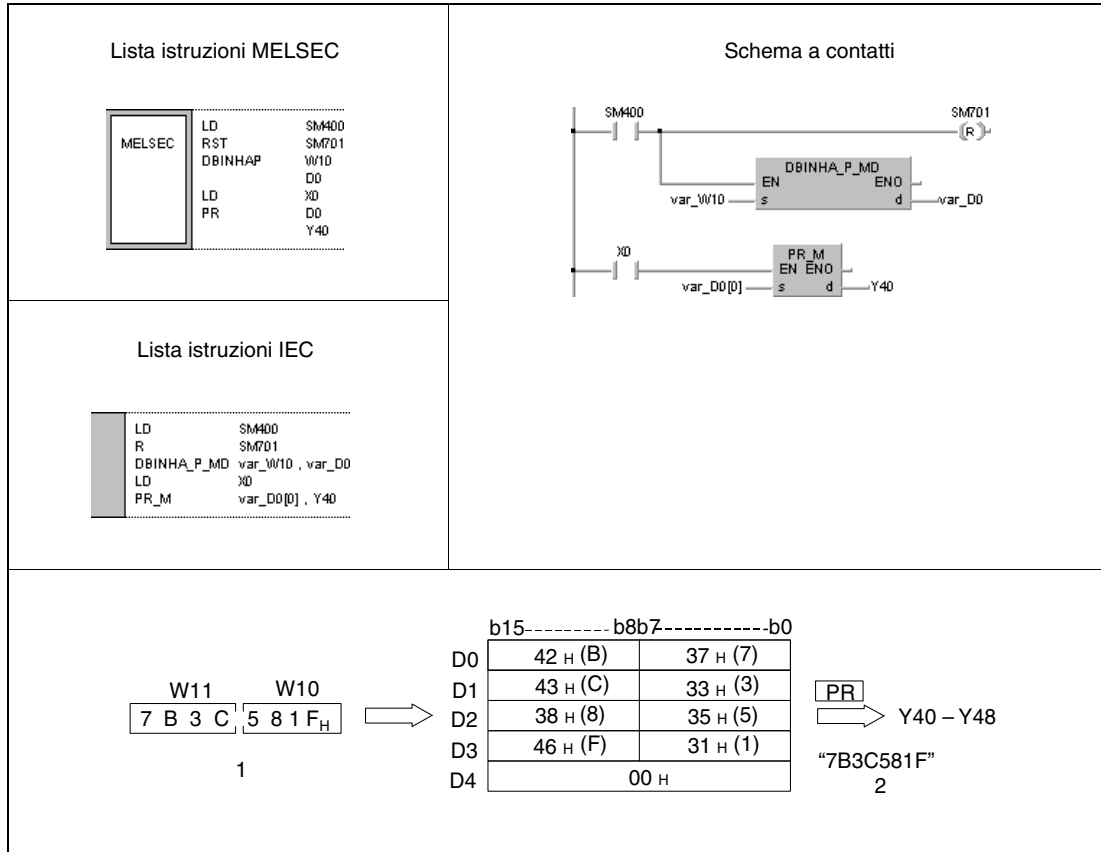 Lista istruzioni MELSEC
MELSEC
LD SM400
RST SM701
DBINHAP W10
D0
LD X0
PR D0
Y40
Schema a contatti
SM400 SM701
(R)
DBINHA_P_MD
EN ENO
var_W10 s d var_D0
X0
PR_M
EN ENO
var_D0[0] s d Y40
Lista istruzioni IEC
LD SM400
R SM701
DBINHA_P_MD var_W10 , var_D0
LD X0
PR_M var_D0[0] , Y40
b15---------b8b7------------b0
D0 42 H (B) 37 H (7)
W11 W10 D1 43 H (C) 33 H (3) PR
7 B 3 C 5 8 1 FH D2 38 H (8) 35 H (5) Y40 – Y48
D3 46 H (F) 31 H (1) “7B3C581F”
1 D4 00 H 2